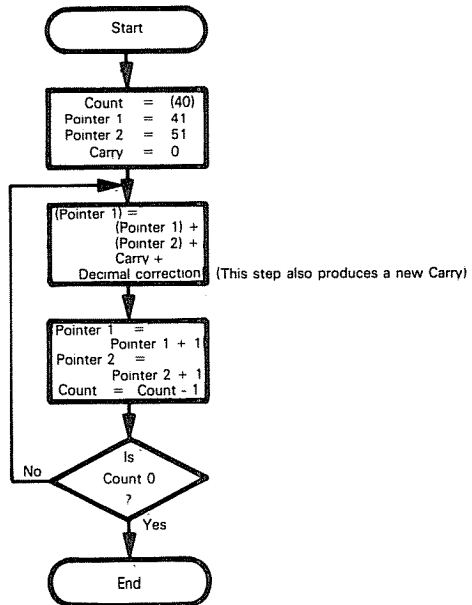 Start
Count = (40)
Pointer 1 = 41
Pointer 2 = 51
Carry = 0
(Pointer 1) =
(Pointer 1) +
(Pointer 2) +
Carry +
Decimal correction
(This step also produces a new Carry)
Pointer 1 =
Pointer 1 + 1
Pointer 2 =
Pointer 2 + 1
Count = Count - 1
Is
Count 0
?
No
Yes
End